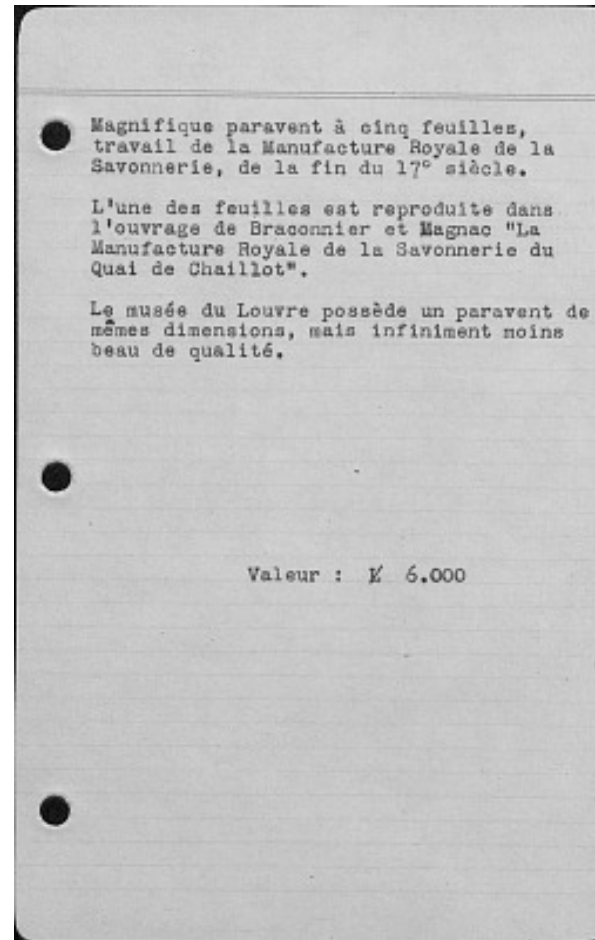 Magnifique paravent à cinq feuilles,
travail de la Manufacture Royale de la
Savonnerie, de la fin du 17° siècle.
L'une des feuilles est reproduite dans
l'ouvrage de Braconnier et Magnac "La
Manufacture Royale de la Savonnerie du
Quai de Chaillot".
Le musée du Louvre possède un paravent de
mêmes dimensions, mais infiniment moins
beau de qualité.
Valeur : 6.000